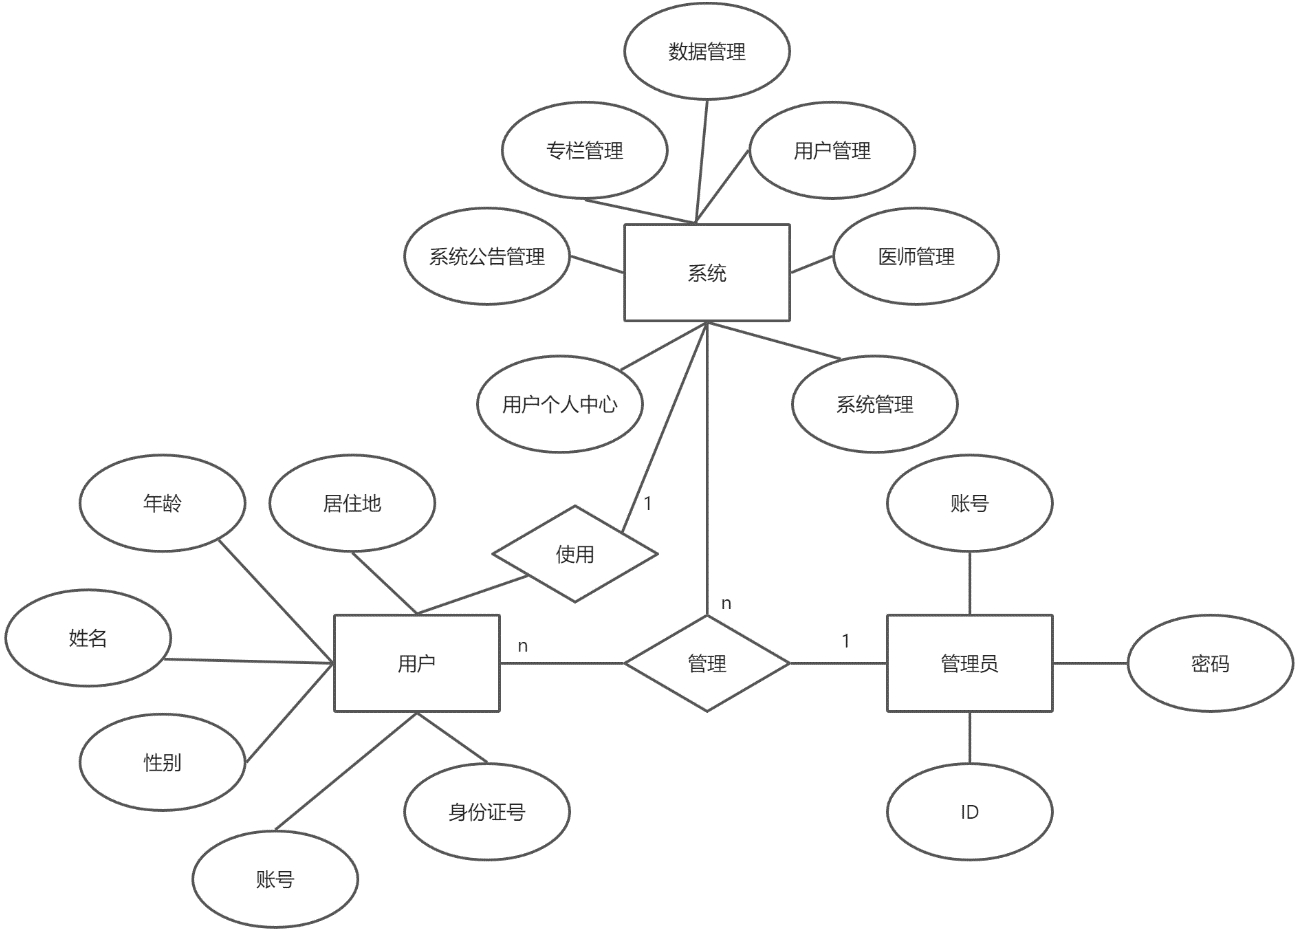 数据管理
专栏管理
用户管理
系统公告管理
系统
医师管理
用户个人中心
系统管理
年龄
居住地
1
账号
使用
n
姓名
用户
n
管理
1
管理员
密码
性别
身份证号
ID
账号